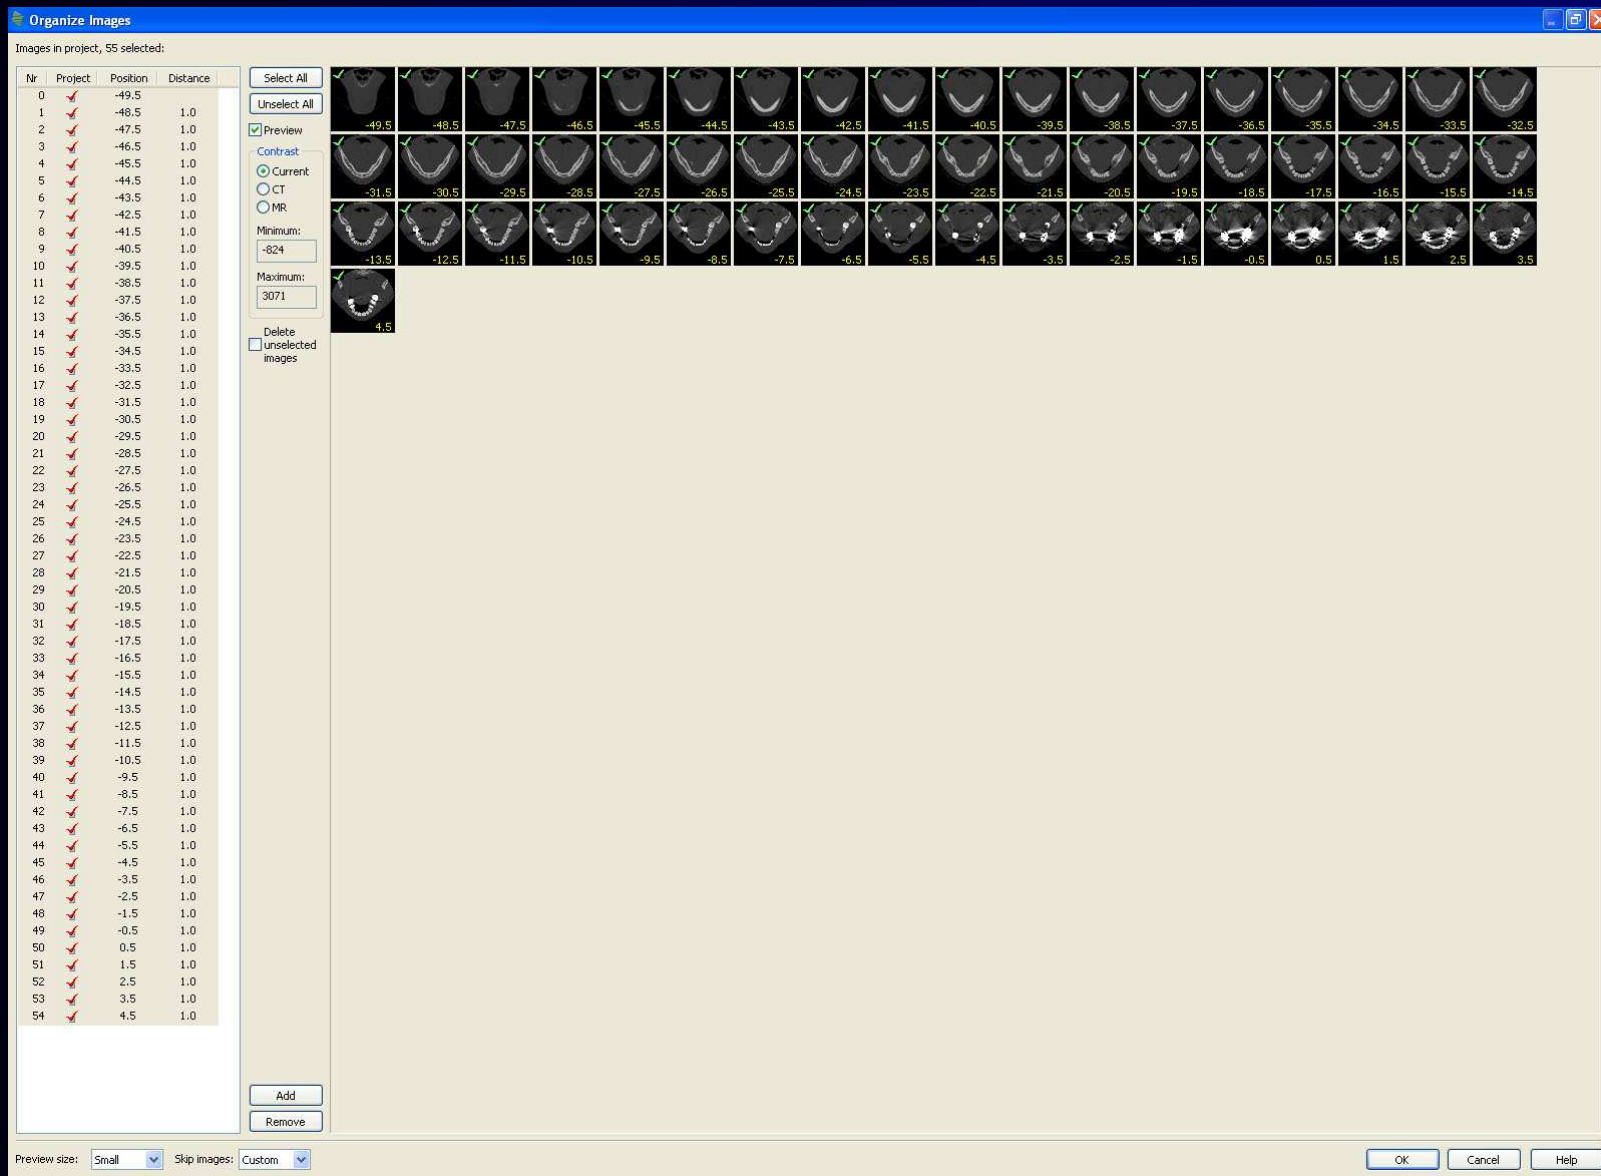 Organize Images
Images in project, 55 selected:
Nr Project Position Distance
0 -49.5
1 -48.5 1.0
2 -47.5 1.0
3 -46.5 1.0
4 -45.5 1.0
5 -44.5 1.0
6 -43.5 1.0
7 -42.5 1.0
8 -41.5 1.0
9 -40.5 1.0
10 -39.5 1.0
11 -38.5 1.0
12 -37.5 1.0
13 -36.5 1.0
14 -35.5 1.0
15 -34.5 1.0
16 -33.5 1.0
17 -32.5 1.0
18 -31.5 1.0
19 -30.5 1.0
20 -29.5 1.0
21 -28.5 1.0
22 -27.5 1.0
23 -26.5 1.0
24 -25.5 1.0
25 -24.5 1.0
26 -23.5 1.0
27 -22.5 1.0
28 -21.5 1.0
29 -20.5 1.0
30 -19.5 1.0
31 -18.5 1.0
32 -17.5 1.0
33 -16.5 1.0
34 -15.5 1.0
35 -14.5 1.0
36 -13.5 1.0
37 -12.5 1.0
38 -11.5 1.0
39 -10.5 1.0
40 -9.5 1.0
41 -8.5 1.0
42 -7.5 1.0
43 -6.5 1.0
44 -5.5 1.0
45 -4.5 1.0
46 -3.5 1.0
47 -2.5 1.0
48 -1.5 1.0
49 -0.5 1.0
50 0.5 1.0
51 1.5 1.0
52 2.5 1.0
53 3.5 1.0
54 4.5 1.0
Select All
Unselect All
Preview
Contrast
Current
CT
MR
Minimum:
-824
Maximum:
3071
Delete
unselected
images
Add
Remove
-49.5 -48.5 -47.5 -46.5 -45.5 -44.5 -43.5 -42.5 -41.5 -40.5 -39.5 -38.5 -37.5 -36.5 -35.5 -34.5 -33.5 -32.5
-31.5 -30.5 -29.5 -28.5 -27.5 -26.5 -25.5 -24.5 -23.5 -22.5 -21.5 -20.5 -19.5 -18.5 -17.5 -16.5 -15.5 -14.5
-13.5 -12.5 -11.5 -10.5 -9.5 -8.5 -7.5 -6.5 -5.5 -4.5 -3.5 -2.5 -1.5 -0.5 0.5 1.5 2.5 3.5
4.5
Preview size: Small Skip images: Custom OK Cancel Help